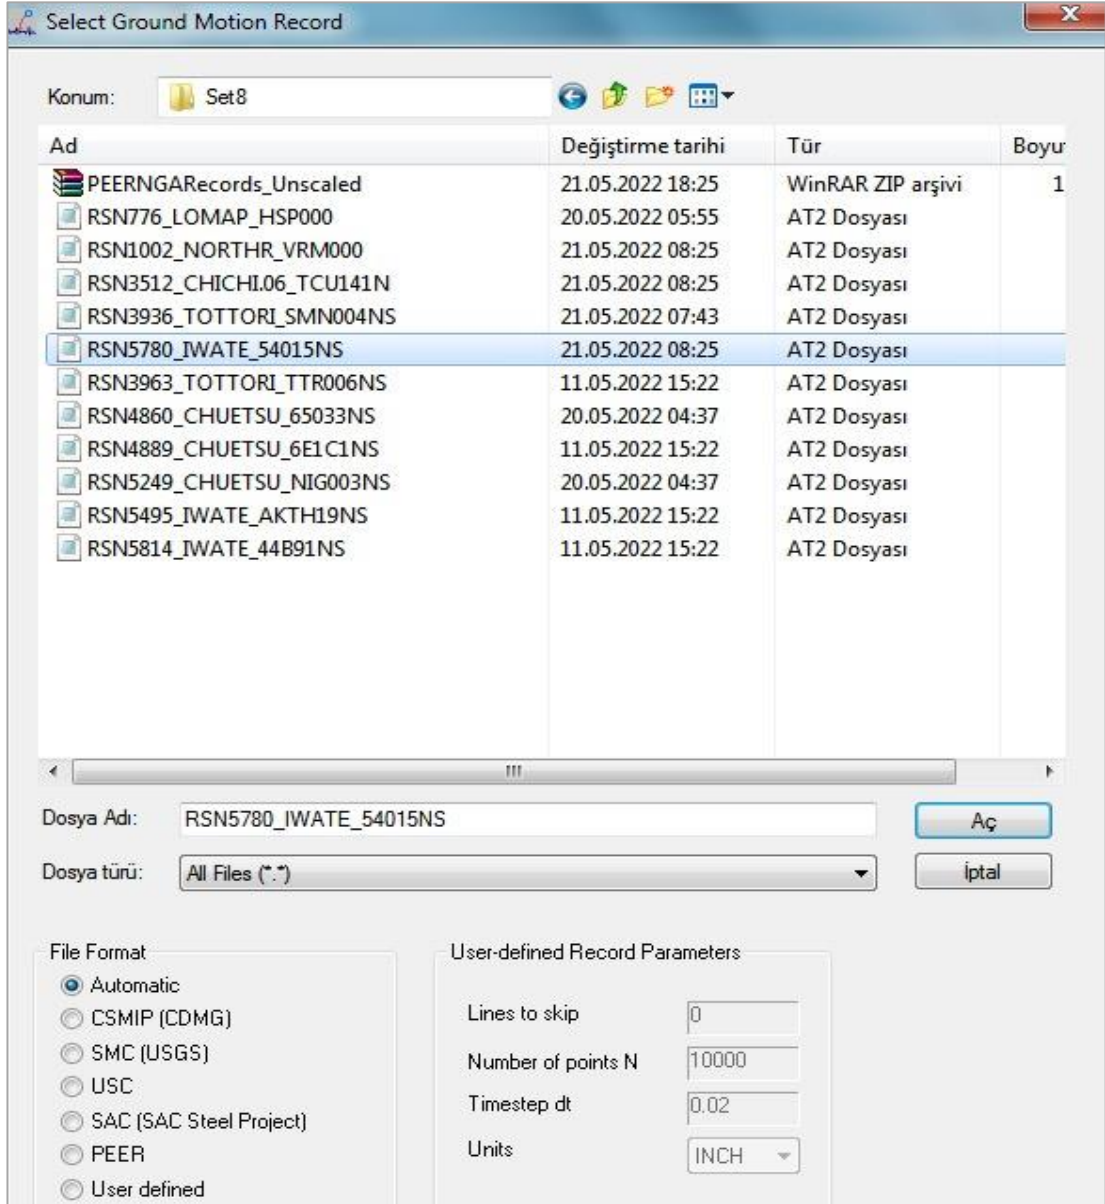 Select Ground Motion Record
Konum: Set8
Ad Değiştirme tarihi Tür Boyu
PEERNGARecords_Unscaled 21.05.2022 18:25 WinRAR ZIP arşivi 1
RSN776_LOMAP_HSP000 20.05.2022 05:55 AT2 Dosyası
RSN1002_NORTHR_VRM000 21.05.2022 08:25 AT2 Dosyası
RSN3512_CHICHI.06_TCU141N 21.05.2022 08:25 AT2 Dosyası
RSN3936_TOTTORI_SMN004NS 21.05.2022 07:43 AT2 Dosyası
RSN5780_IWATE_54015NS 21.05.2022 08:25 AT2 Dosyası
RSN3963_TOTTORI_TTR006NS 11.05.2022 15:22 AT2 Dosyası
RSN4860_CHUETSU_65033NS 20.05.2022 04:37 AT2 Dosyası
RSN4889_CHUETSU_6E1C1NS 11.05.2022 15:22 AT2 Dosyası
RSN5249_CHUETSU_NIG003NS 20.05.2022 04:37 AT2 Dosyası
RSN5495_IWATE_AKTH19NS 11.05.2022 15:22 AT2 Dosyası
RSN5814_IWATE_44B91NS 11.05.2022 15:22 AT2 Dosyası
Dosya Adı: RSN5780_IWATE_54015NS Aç
Dosya türü: All Files (*.*) İptal
File Format
Automatic
CSMIP (CDMG)
SMC (USGS)
USC
SAC (SAC Steel Project)
PEER
User defined
User-defined Record Parameters
Lines to skip 0
Number of points N 10000
Timestep dt 0.02
Units INCH